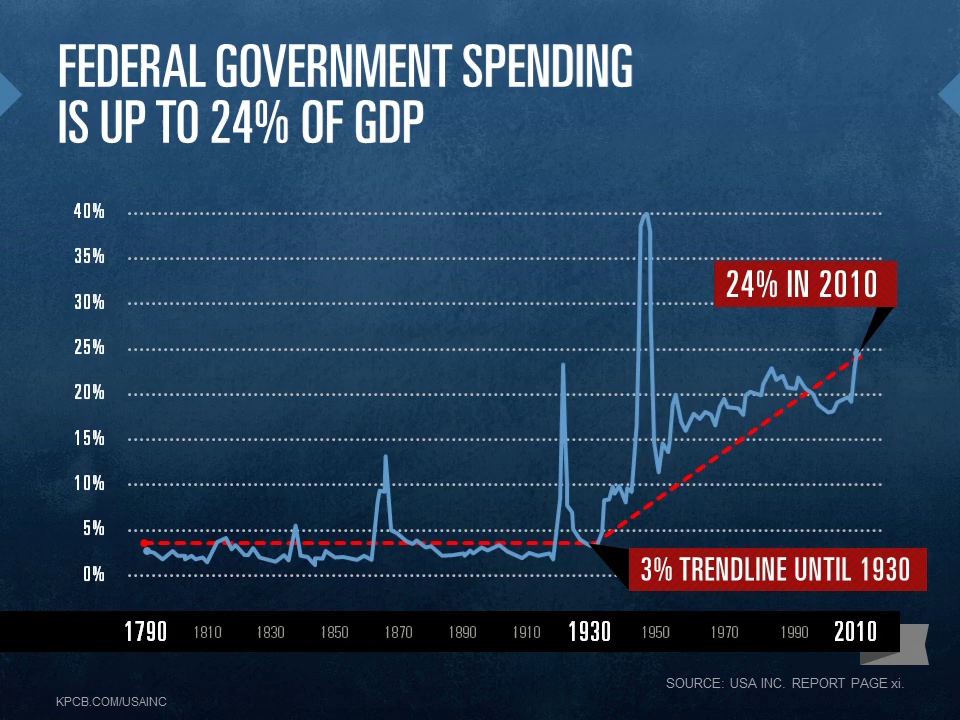 FEDERAL GOVERNMENT SPENDING
IS UP TO 24% OF GDP
40%
35%
30%
25%
20%
15%
10%
5%
0%
24% IN 2010
3% TRENDLINE UNTIL 1930
1790 1810 1830 1850 1870 1890 1910 1930 1950 1970 1990 2010
SOURCE: USA INC. REPORT PAGE xi.
KPCB.COM/USAINC